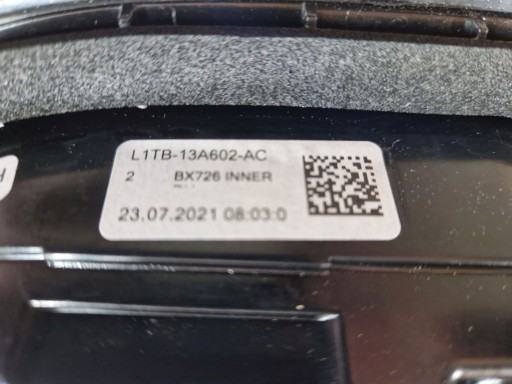 L1TB-13A602-AC
2 BX726 INNER
23.07.2021 08:03:0
H